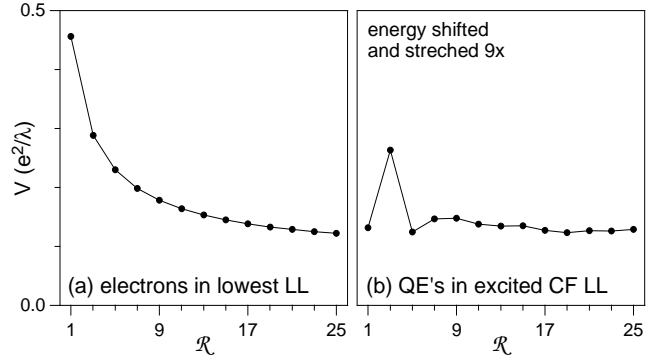 0.5
0.0
V (e²/λ)
(a) electrons in lowest LL
1
9
17
25
ℛ
energy shifted
and streched 9x
(b) QE's in excited CF LL
1
9
17
25
ℛ